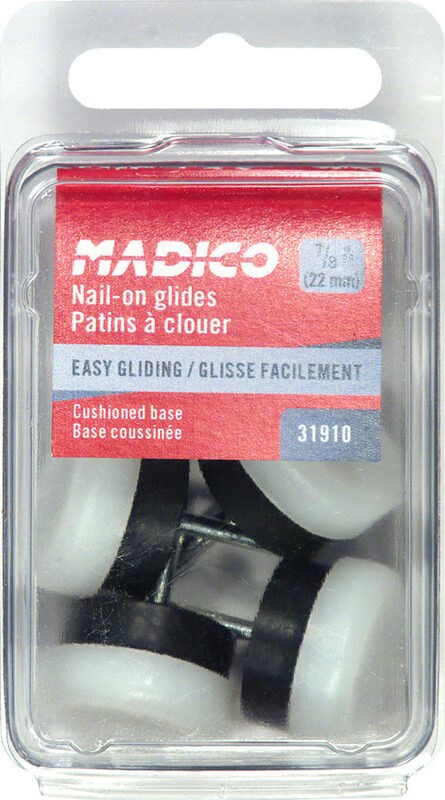 MADICO
7/8 "
(22 mm)
Nail-on glides
Patins à clouer
EASY GLIDING / GLISSE FACILEMENT
Cushioned base
Base coussinée
31910